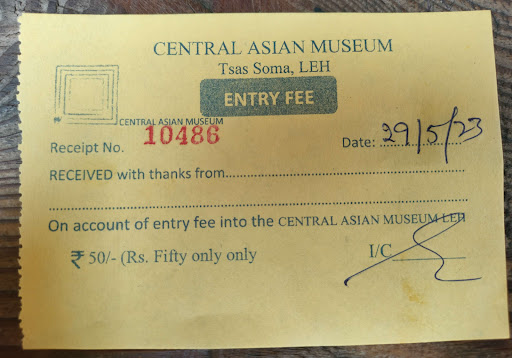 CENTRAL ASIAN MUSEUM
Tsas Soma, LEH
ENTRY FEE
CENTRAL ASIAN MUSEUM
Receipt No. 10486 Date: 29/5/23
RECEIVED with thanks from
On account of entry fee into the CENTRAL ASIAN MUSEUM LEH
₹ 50/- (Rs. Fifty only only I/C